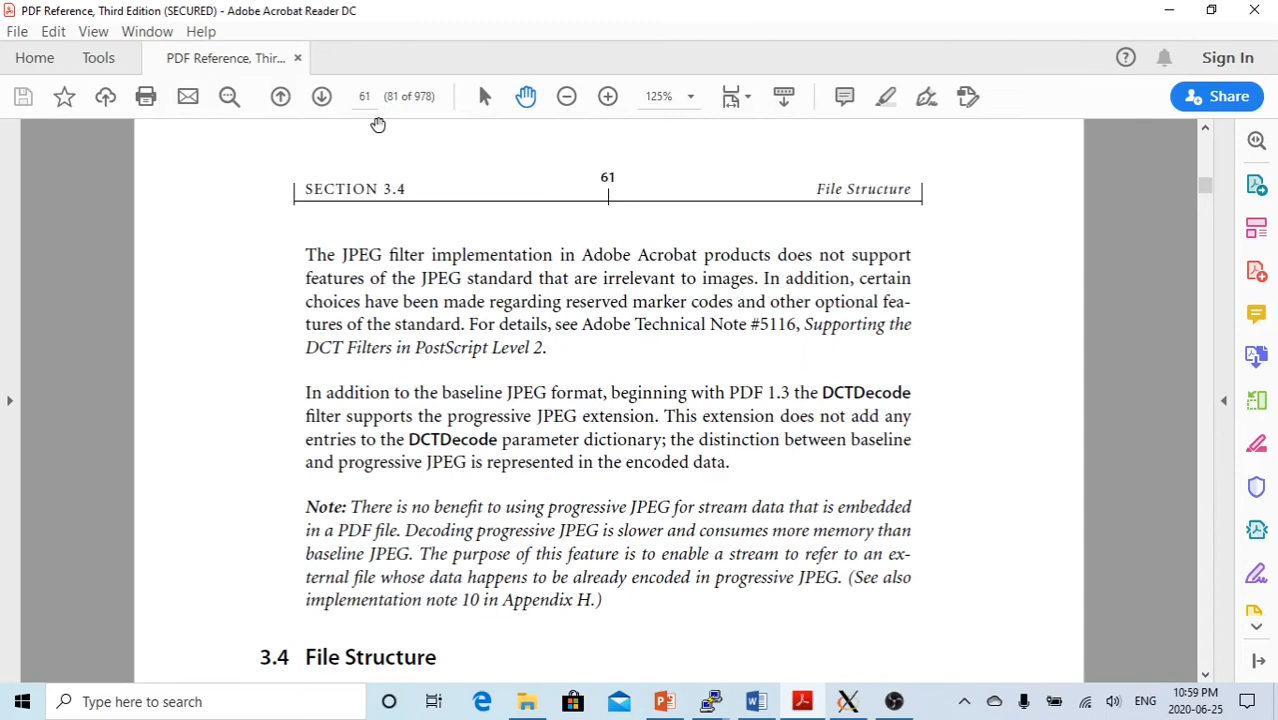 PDF Reference, Third Edition (SECURED) - Adobe Acrobat Reader DC
File Edit View Window Help
Home Tools PDF Reference, Thir... × Sign In
61 (81 of 978) 125% Share
61
SECTION 3.4 File Structure
The JPEG filter implementation in Adobe Acrobat products does not support
features of the JPEG standard that are irrelevant to images. In addition, certain
choices have been made regarding reserved marker codes and other optional fea-
tures of the standard. For details, see Adobe Technical Note #5116, Supporting the
DCT Filters in PostScript Level 2.
In addition to the baseline JPEG format, beginning with PDF 1.3 the DCTDecode
filter supports the progressive JPEG extension. This extension does not add any
entries to the DCTDecode parameter dictionary; the distinction between baseline
and progressive JPEG is represented in the encoded data.
Note: There is no benefit to using progressive JPEG for stream data that is embedded
in a PDF file. Decoding progressive JPEG is slower and consumes more memory than
baseline JPEG. The purpose of this feature is to enable a stream to refer to an ex-
ternal file whose data happens to be already encoded in progressive JPEG. (See also
implementation note 10 in Appendix H.)
3.4 File Structure
Type here to search ENG 10:59 PM
2020-06-25